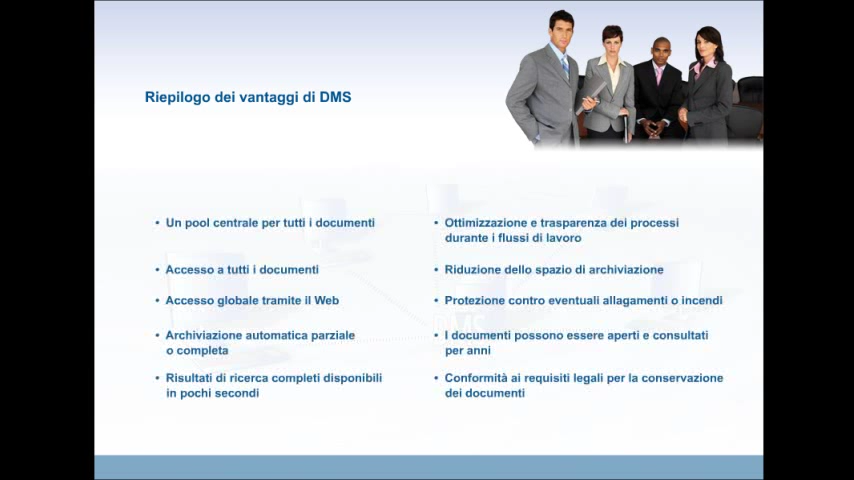 Riepilogo dei vantaggi di DMS
• Un pool centrale per tutti i documenti
• Accesso a tutti i documenti
• Accesso globale tramite il Web
• Archiviazione automatica parziale
o completa
• Risultati di ricerca completi disponibili
in pochi secondi
• Ottimizzazione e trasparenza dei processi
durante i flussi di lavoro
• Riduzione dello spazio di archiviazione
• Protezione contro eventuali allagamenti o incendi
• I documenti possono essere aperti e consultati
per anni
• Conformità ai requisiti legali per la conservazione
dei documenti
DMS